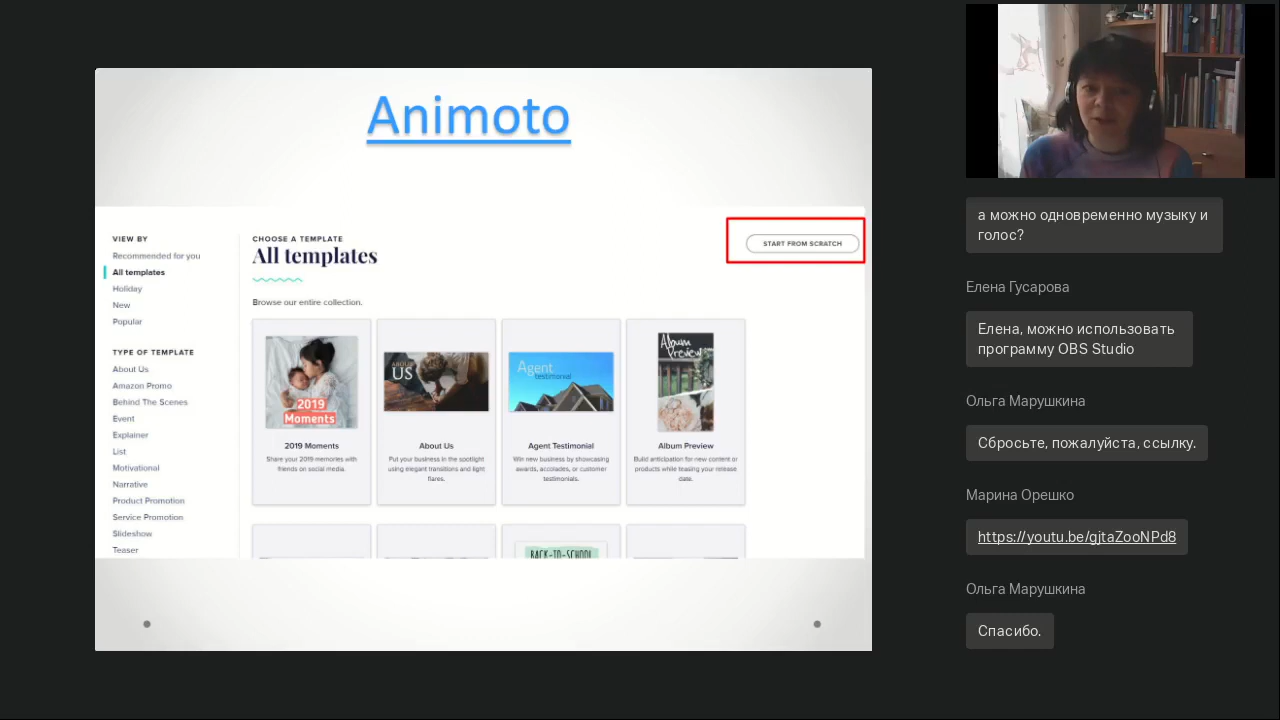 Animoto
VIEW BY
Recommended for you
All templates
Holiday
New
Popular
TYPE OF TEMPLATE
About Us
Amazon Promo
Behind The Scenes
Event
Explainer
List
Motivational
Narrative
Product Promotion
Service Promotion
Slideshow
Teaser
CHOOSE A TEMPLATE
All templates
START FROM SCRATCH
Browse our entire collection.
2019
Moments
2019 Moments
Share your 2019 memories with
friends on social media.
ABOUT
US
About Us
Put your business in the spotlight
using elegant transitions and light
flares.
Agent
testimonial
Agent Testimonial
Win new business by showcasing
awards, accolades, or customer
testimonials.
Album
Preview
Album Preview
Build anticipation for new content or
products while teasing your release
date.
BACK-TO-SCHOOL
а можно одновременно музыку и
голос?
Елена Гусарова
Елена, можно использовать
программу OBS Studio
Ольга Марушкина
Сбросьте, пожалуйста, ссылку.
Марина Орешко
https://youtu.be/gjtaZooNPd8
Ольга Марушкина
Спасибо.